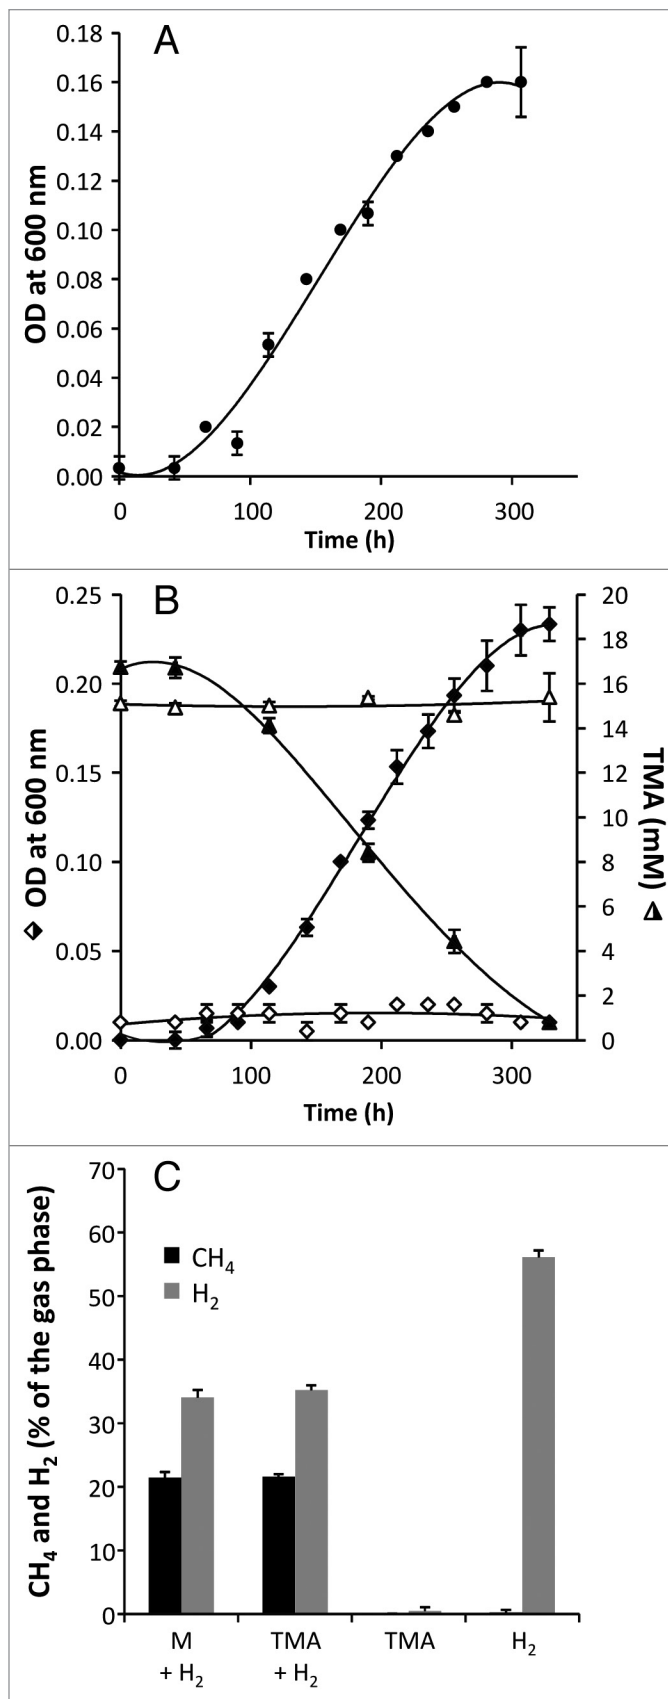 A
OD at 600 nm
0.18
0.16
0.14
0.12
0.10
0.08
0.06
0.04
0.02
0.00
0 100 200 300
Time (h)
B
◆ OD at 600 nm
0.25
0.20
0.15
0.10
0.05
0.00
20
18
16
14
12
10
8
6
4
2
0
TMA (mM)
0 100 200 300
Time (h)
C
CH₄ and H₂ (% of the gas phase)
70
60
50
40
30
20
10
0
CH₄
H₂
M TMA TMA H₂
+ H₂ + H₂